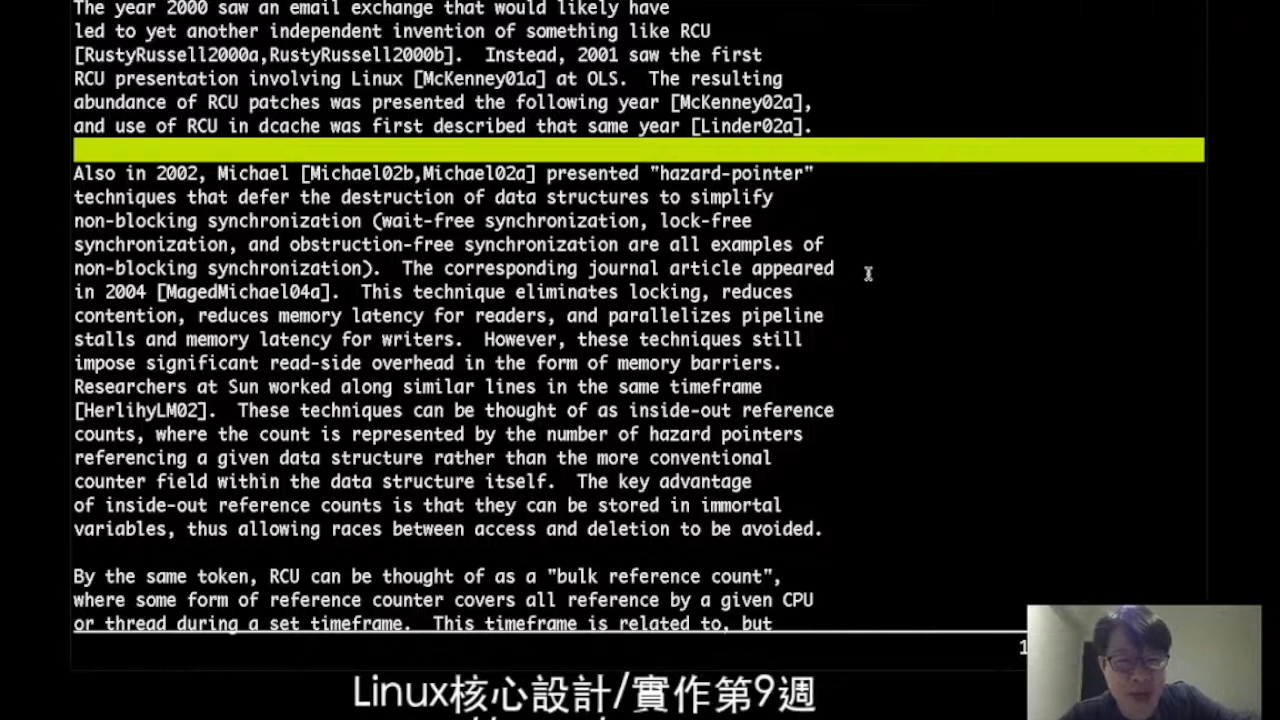 The year 2000 saw an email exchange that would likely have
led to yet another independent invention of something like RCU
[RustyRussell2000a,RustyRussell2000b].  Instead, 2001 saw the first
RCU presentation involving Linux [McKenney01a] at OLS.  The resulting
abundance of RCU patches was presented the following year [McKenney02a],
and use of RCU in dcache was first described that same year [Linder02a].
Also in 2002, Michael [Michael02b,Michael02a] presented "hazard-pointer"
techniques that defer the destruction of data structures to simplify
non-blocking synchronization (wait-free synchronization, lock-free
synchronization, and obstruction-free synchronization are all examples of
non-blocking synchronization).  The corresponding journal article appeared
in 2004 [MagedMichael04a].  This technique eliminates locking, reduces
contention, reduces memory latency for readers, and parallelizes pipeline
stalls and memory latency for writers.  However, these techniques still
impose significant read-side overhead in the form of memory barriers.
Researchers at Sun worked along similar lines in the same timeframe
[HerlihyLM02].  These techniques can be thought of as inside-out reference
counts, where the count is represented by the number of hazard pointers
referencing a given data structure rather than the more conventional
counter field within the data structure itself.  The key advantage
of inside-out reference counts is that they can be stored in immortal
variables, thus allowing races between access and deletion to be avoided.
By the same token, RCU can be thought of as a "bulk reference count",
where some form of reference counter covers all reference by a given CPU
or thread during a set timeframe.  This timeframe is related to, but
Linux核心設計/實作第9週